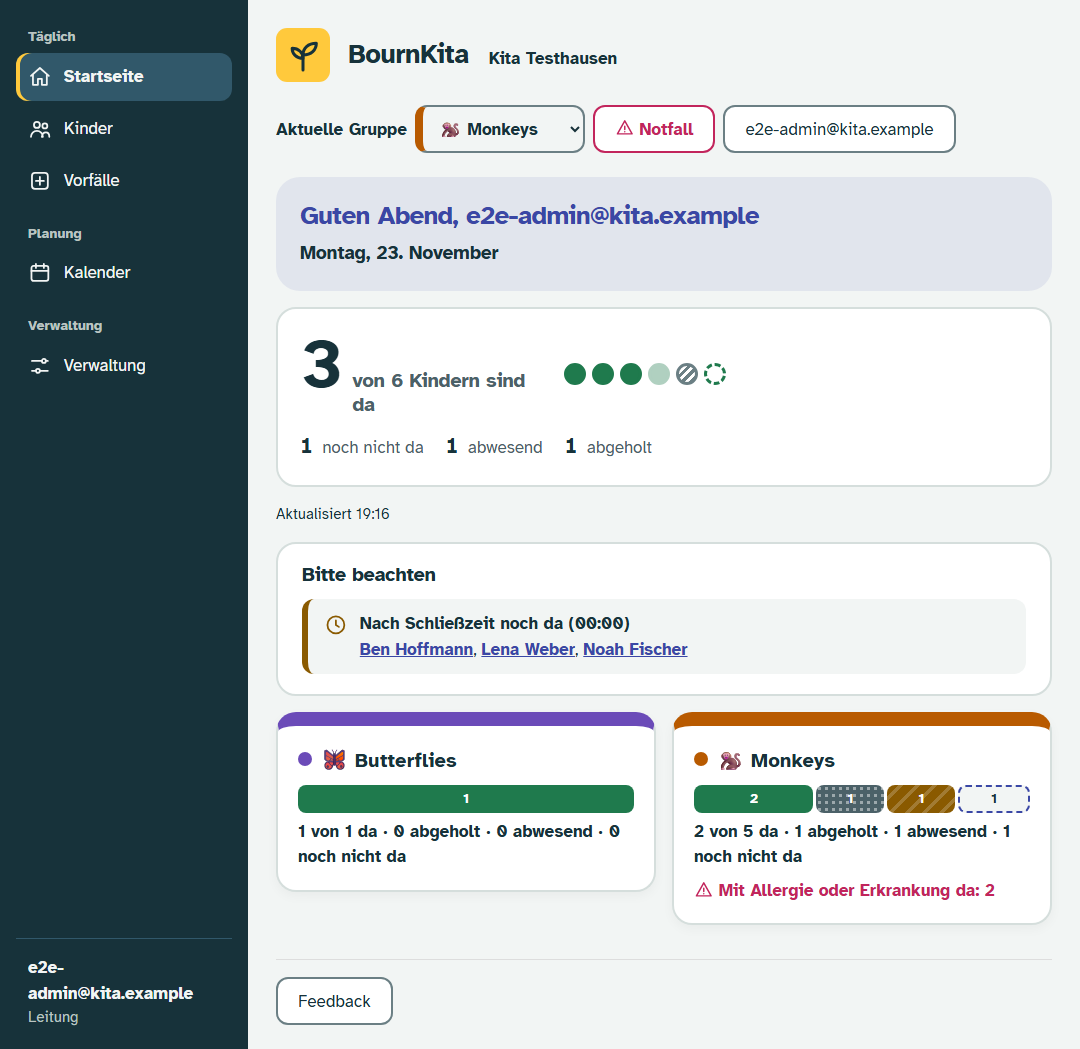 Täglich
Startseite
Kinder
Vorfälle
Planung
Kalender
Verwaltung
Verwaltung
e2e-
admin@kita.example
Leitung
BournKita Kita Testhausen
Aktuelle Gruppe Monkeys Notfall e2e-admin@kita.example
Guten Abend, e2e-admin@kita.example
Montag, 23. November
3 von 6 Kindern sind
da
1 noch nicht da 1 abwesend 1 abgeholt
Aktualisiert 19:16
Bitte beachten
Nach Schließzeit noch da (00:00)
Ben Hoffmann, Lena Weber, Noah Fischer
Butterflies
1
1 von 1 da · 0 abgeholt · 0 abwesend · 0
noch nicht da
Monkeys
2 1 1 1
2 von 5 da · 1 abgeholt · 1 abwesend · 1
noch nicht da
Mit Allergie oder Erkrankung da: 2
Feedback